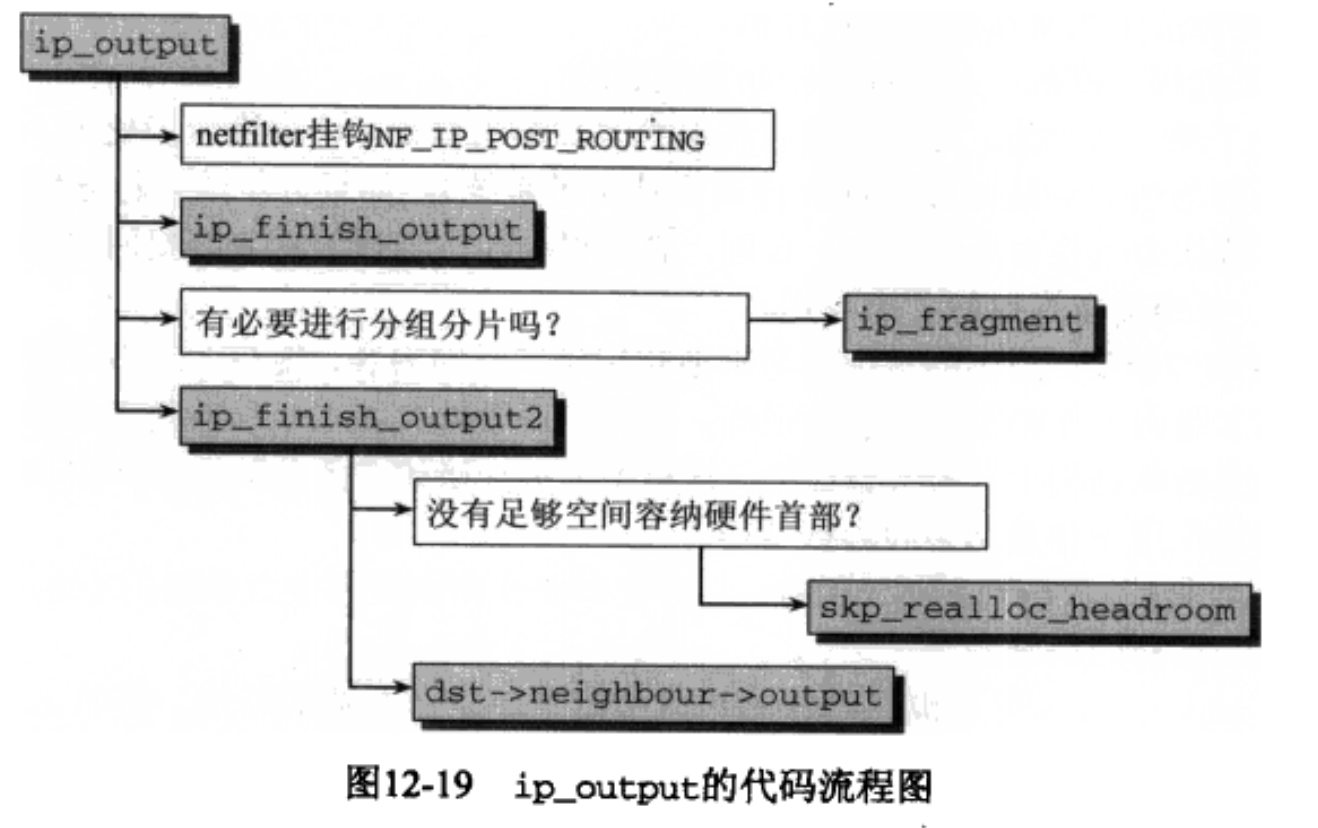 ip_output
netfilter挂钩NF_IP_POST_ROUTING
ip_finish_output
有必要进行分组分片吗?
ip_fragment
ip_finish_output2
没有足够空间容纳硬件首部?
skp_realloc_headroom
dst->neighbour->output
图12-19 ip_output的代码流程图